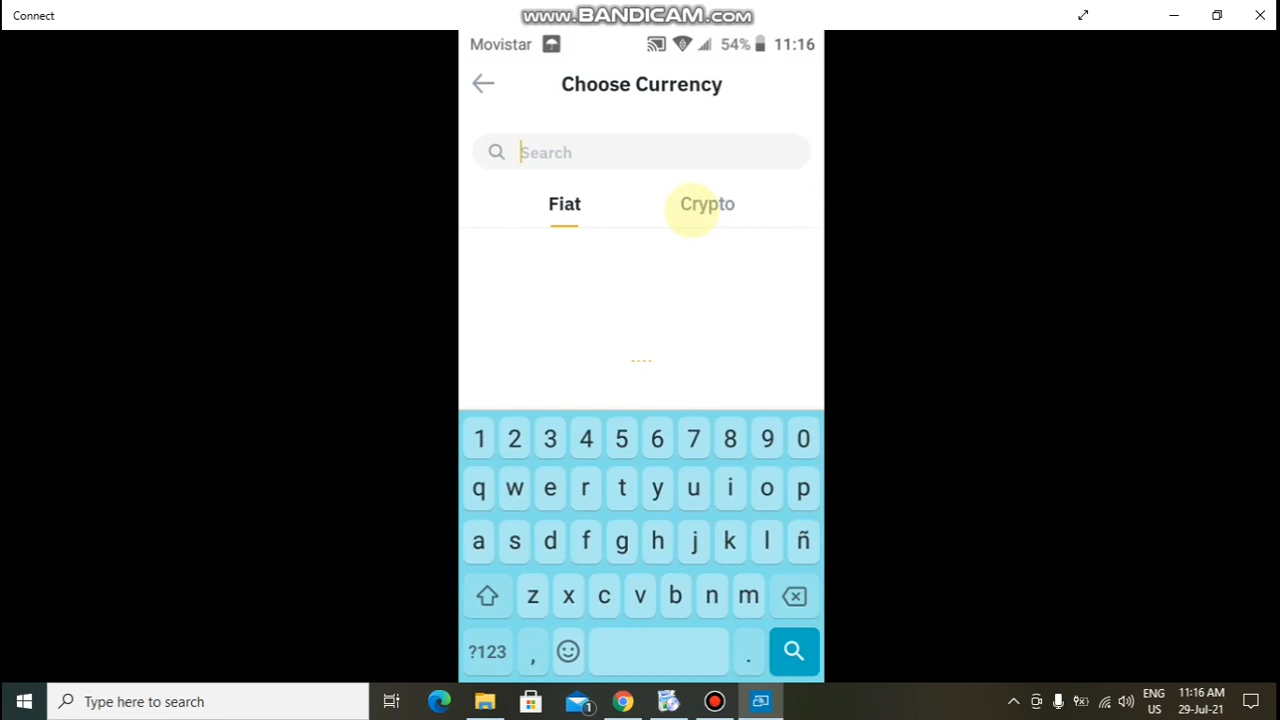 Connect
www.BANDICAM.com
Movistar 54% 11:16
Choose Currency
Search
Fiat Crypto
1 2 3 4 5 6 7 8 9 0
q w e r t y u i o p
a s d f g h j k l ñ
z x c v b n m
?123 , .
Type here to search
1
ENG
US
11:16 AM
29-Jul-21